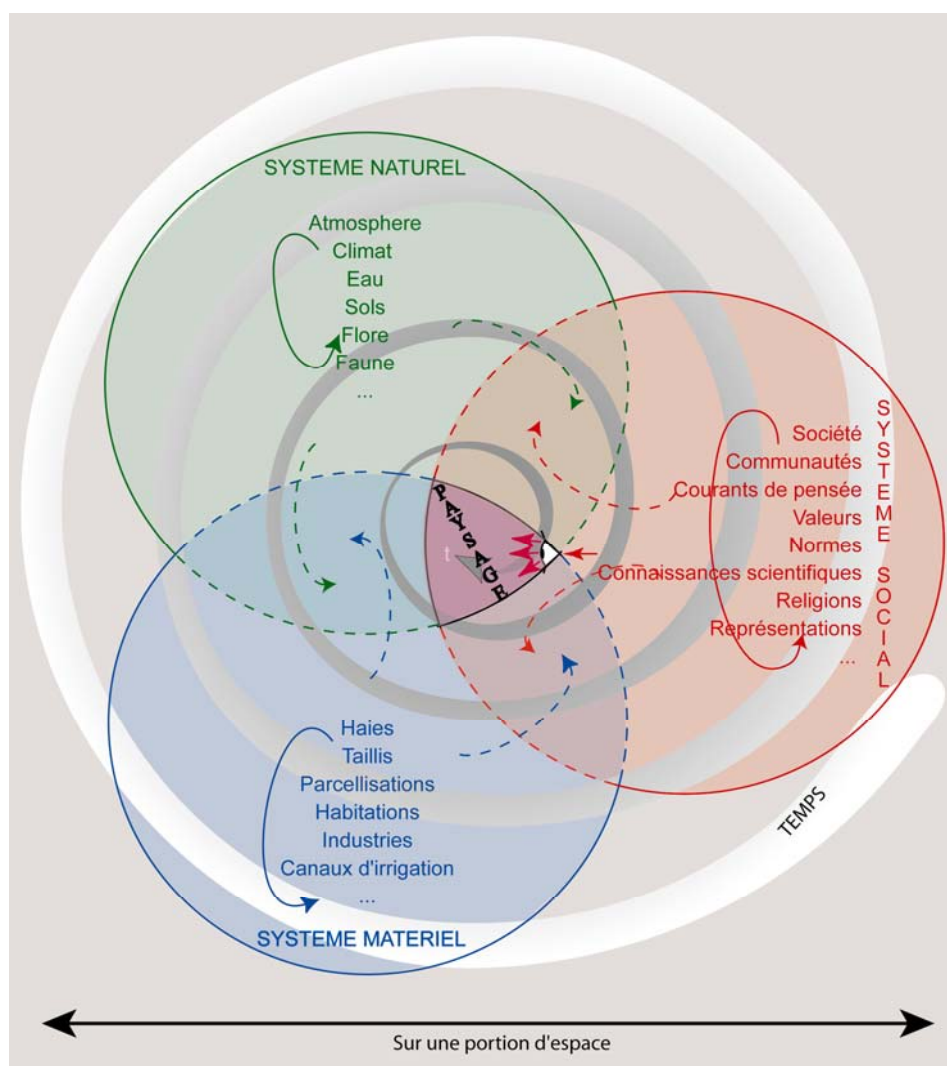 SYSTEME NATUREL
Atmosphere
Climat
Eau
Sols
Flore
Faune
...
SYSTEME SOCIAL
Société
Communautés
Courants de pensée
Valeurs
Normes
Connaissances scientifiques
Religions
Représentations
...
PAYSAGE
t
Haies
Taillis
Parcellisations
Habitations
Industries
Canaux d'irrigation
...
SYSTEME MATERIEL
TEMPS
Sur une portion d'espace